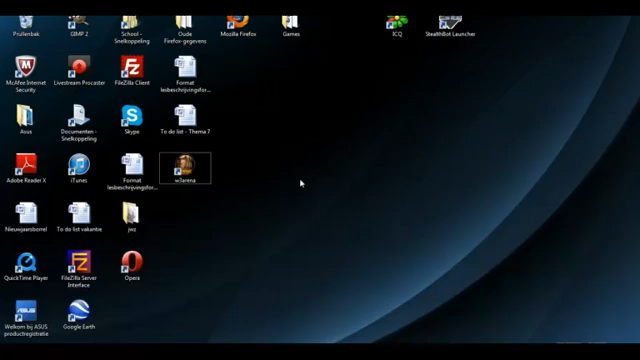 Prullenbak
GIMP 2
School -
Snelkoppeling
Oude
Firefox-gegevens
Mozilla Firefox
Games
ICQ
StealthBot Launcher
McAfee Internet
Security
Livestream Procaster
FileZilla Client
Format
lesbeschrijvingsfor...
Asus
Documenten -
Snelkoppeling
Skype
To do list - Thema 7
Adobe Reader X
iTunes
Format
lesbeschrijvingsfor...
w3arena
Nieuwjaarsborrel
To do list vakantie
jwz
QuickTime Player
FileZilla Server
Interface
Opera
Welkom bij ASUS
productregistratie
Google Earth